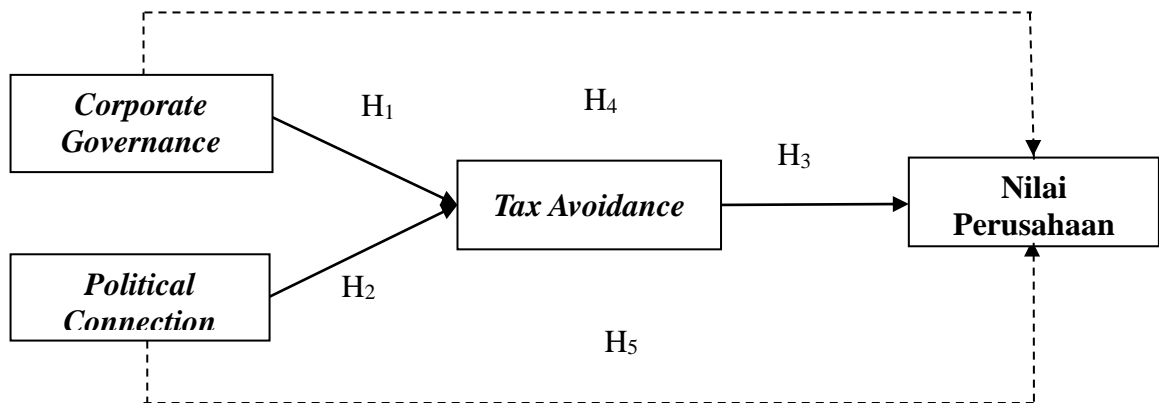 Corporate
Governance
H₁
H₄
H₃
Tax Avoidance
Nilai
Perusahaan
Political
Connection
H₂
H₅